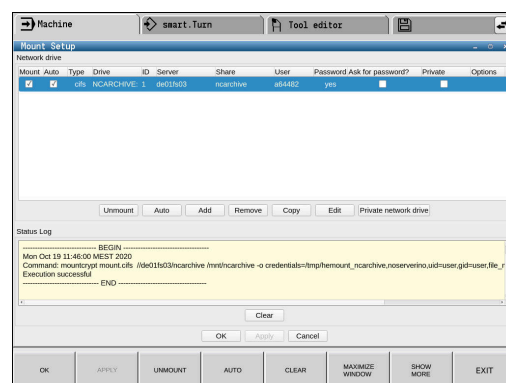 Machine
smart.Turn
Tool editor
Mount Setup
Network drive
Mount Auto Type Drive ID Server Share User Password Ask for password? Private Options
cifs NCARCHIVE: 1 de01fs03 ncarchive a64482 yes
Unmount Auto Add Remove Copy Edit Private network drive
Status Log
------------------------------ BEGIN -----------------------------------
Mon Oct 19 11:46:00 MEST 2020
Command: mountcrypt mount.cifs //de01fs03/ncarchive /mnt/ncarchive -o credentials=/tmp/hemount_ncarchive,noserverino,uid=user,gid=user,file_
Execution successful
------------------------------- END ------------------------------------
Clear
OK Apply Cancel
OK APPLY UNMOUNT AUTO CLEAR MAXIMIZE WINDOW SHOW MORE EXIT